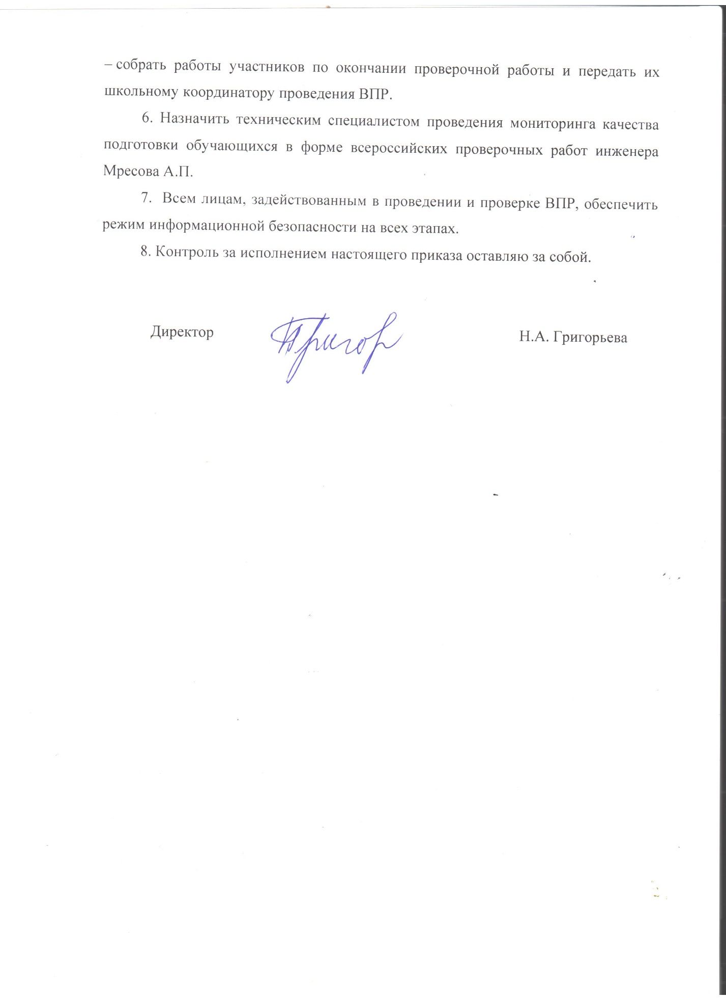 – собрать работы участников по окончании проверочной работы и передать их
школьному координатору проведения ВПР.
6. Назначить техническим специалистом проведения мониторинга качества
подготовки обучающихся в форме всероссийских проверочных работ инженера
Мресова А.П.
7. Всем лицам, задействованным в проведении и проверке ВПР, обеспечить
режим информационной безопасности на всех этапах.
8. Контроль за исполнением настоящего приказа оставляю за собой.
Директор
Н.А. Григорьева